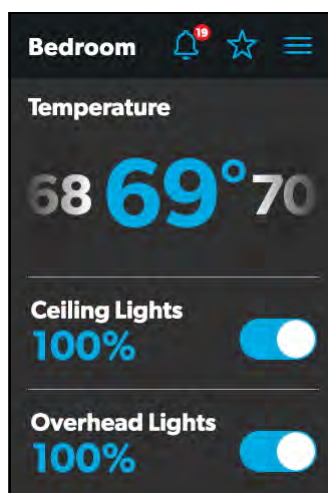 Bedroom 19
Temperature
68 69° 70
Ceiling Lights
100%
Overhead Lights
100%